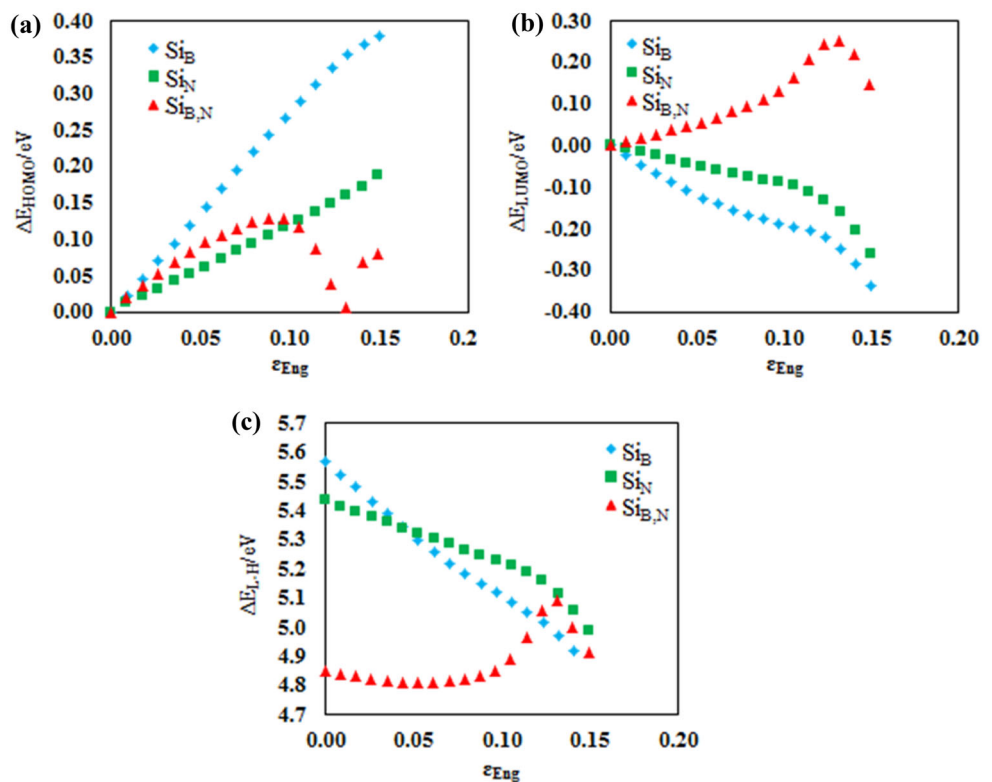 (a)
0.40
0.35
0.30
0.25
0.20
0.15
0.10
0.05
0.00
ΔE_HOMO/eV
Si_B
Si_N
Si_B,N
0.00 0.05 0.10 0.15 0.2
ε_Eng
(b)
0.30
0.20
0.10
0.00
-0.10
-0.20
-0.30
-0.40
ΔE_LUMO/eV
Si_B
Si_N
Si_B,N
0.00 0.05 0.10 0.15 0.20
ε_Eng
(c)
5.7
5.6
5.5
5.4
5.3
5.2
5.1
5.0
4.9
4.8
4.7
ΔE_L-H/eV
Si_B
Si_N
Si_B,N
0.00 0.05 0.10 0.15 0.20
ε_Eng